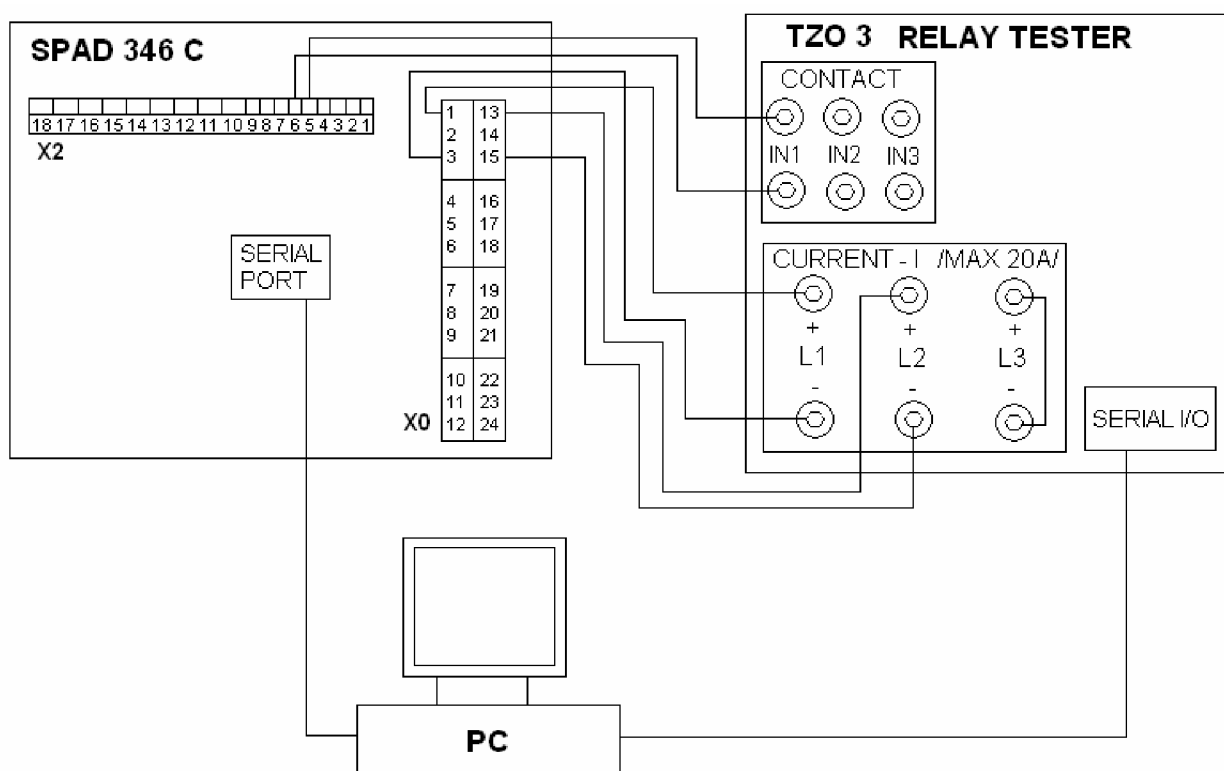 SPAD 346 C
18 17 16 15 14 13 12 11 10 9 8 7 6 5 4 3 2 1
X2
SERIAL
PORT
1 13
2 14
3 15
4 16
5 17
6 18
7 19
8 20
9 21
10 22
11 23
12 24
X0
TZO 3 RELAY TESTER
CONTACT
IN1 IN2 IN3
CURRENT - I /MAX 20A/
+ + +
L1 L2 L3
- - -
SERIAL I/O
PC